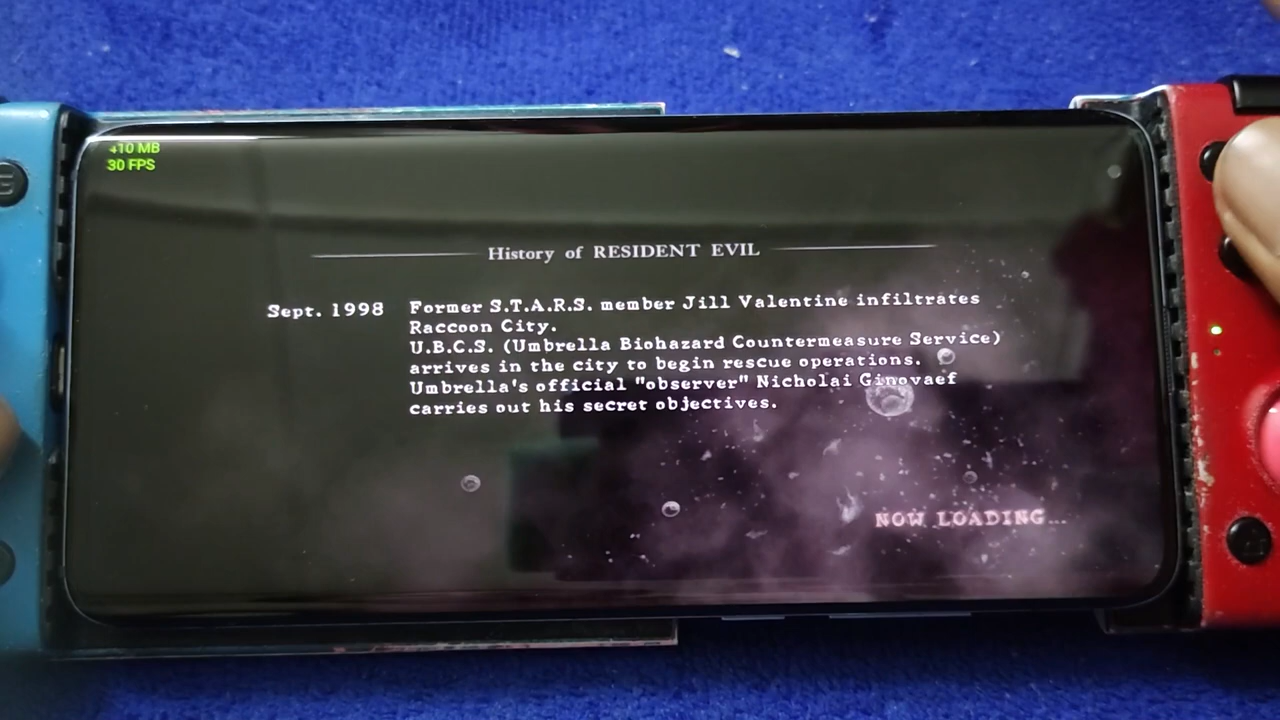 410 MB
30 FPS
History of RESIDENT EVIL
Sept. 1998 Former S.T.A.R.S. member Jill Valentine infiltrates
Raccoon City.
U.B.C.S. (Umbrella Biohazard Countermeasure Service)
arrives in the city to begin rescue operations.
Umbrella's official "observer" Nicholai Ginovaef
carries out his secret objectives.
NOW LOADING...